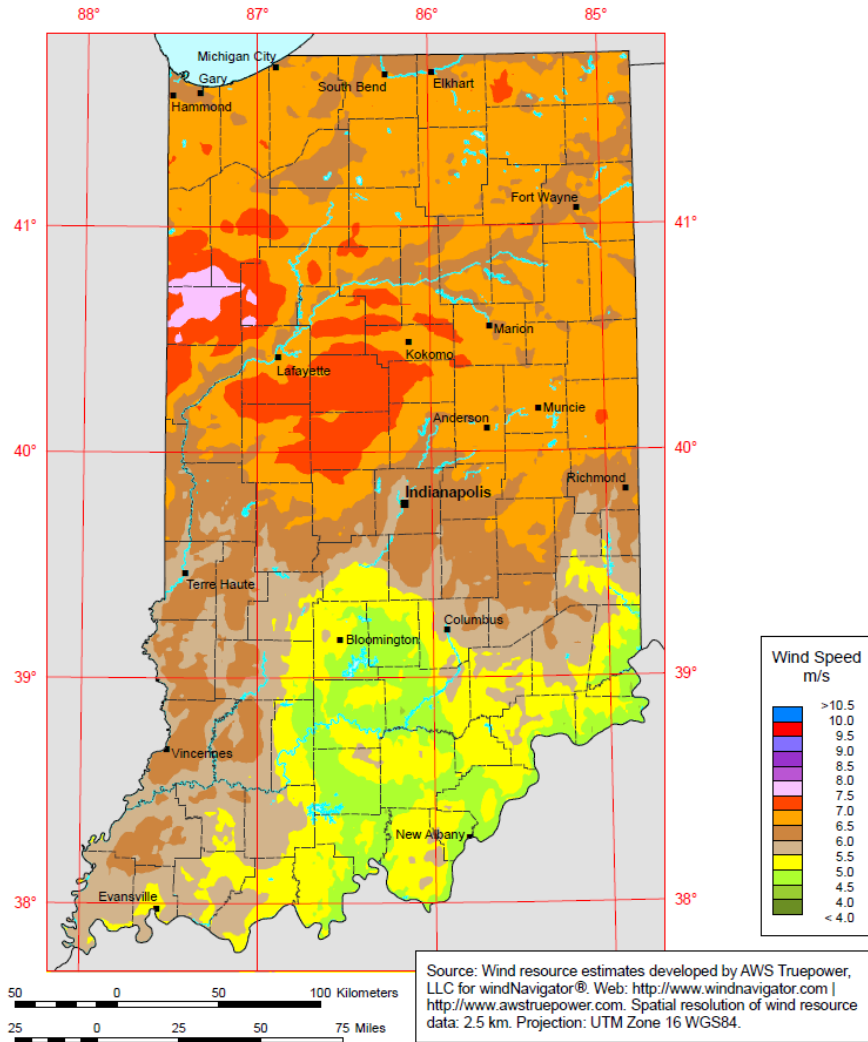 88° 87° 86° 85°
Michigan City
Gary
South Bend
Elkhart
Hammond
Fort Wayne
41° 41°
Marion
Kokomo
Lafayette
Muncie
Anderson
40° 40°
Richmond
Indianapolis
Terre Haute
Columbus
Bloomington
39° 39°
Vincennes
New Albany
Evansville
38° 38°
88° 87° 86° 85°
Wind Speed
m/s
>10.5
10.0
9.5
9.0
8.5
8.0
7.5
7.0
6.5
6.0
5.5
5.0
4.5
4.0
< 4.0
50 0 50 100 Kilometers
25 0 25 50 75 Miles
Source: Wind resource estimates developed by AWS Truepower,
LLC for windNavigator®. Web: http://www.windnavigator.com |
http://www.awstruepower.com. Spatial resolution of wind resource
data: 2.5 km. Projection: UTM Zone 16 WGS84.